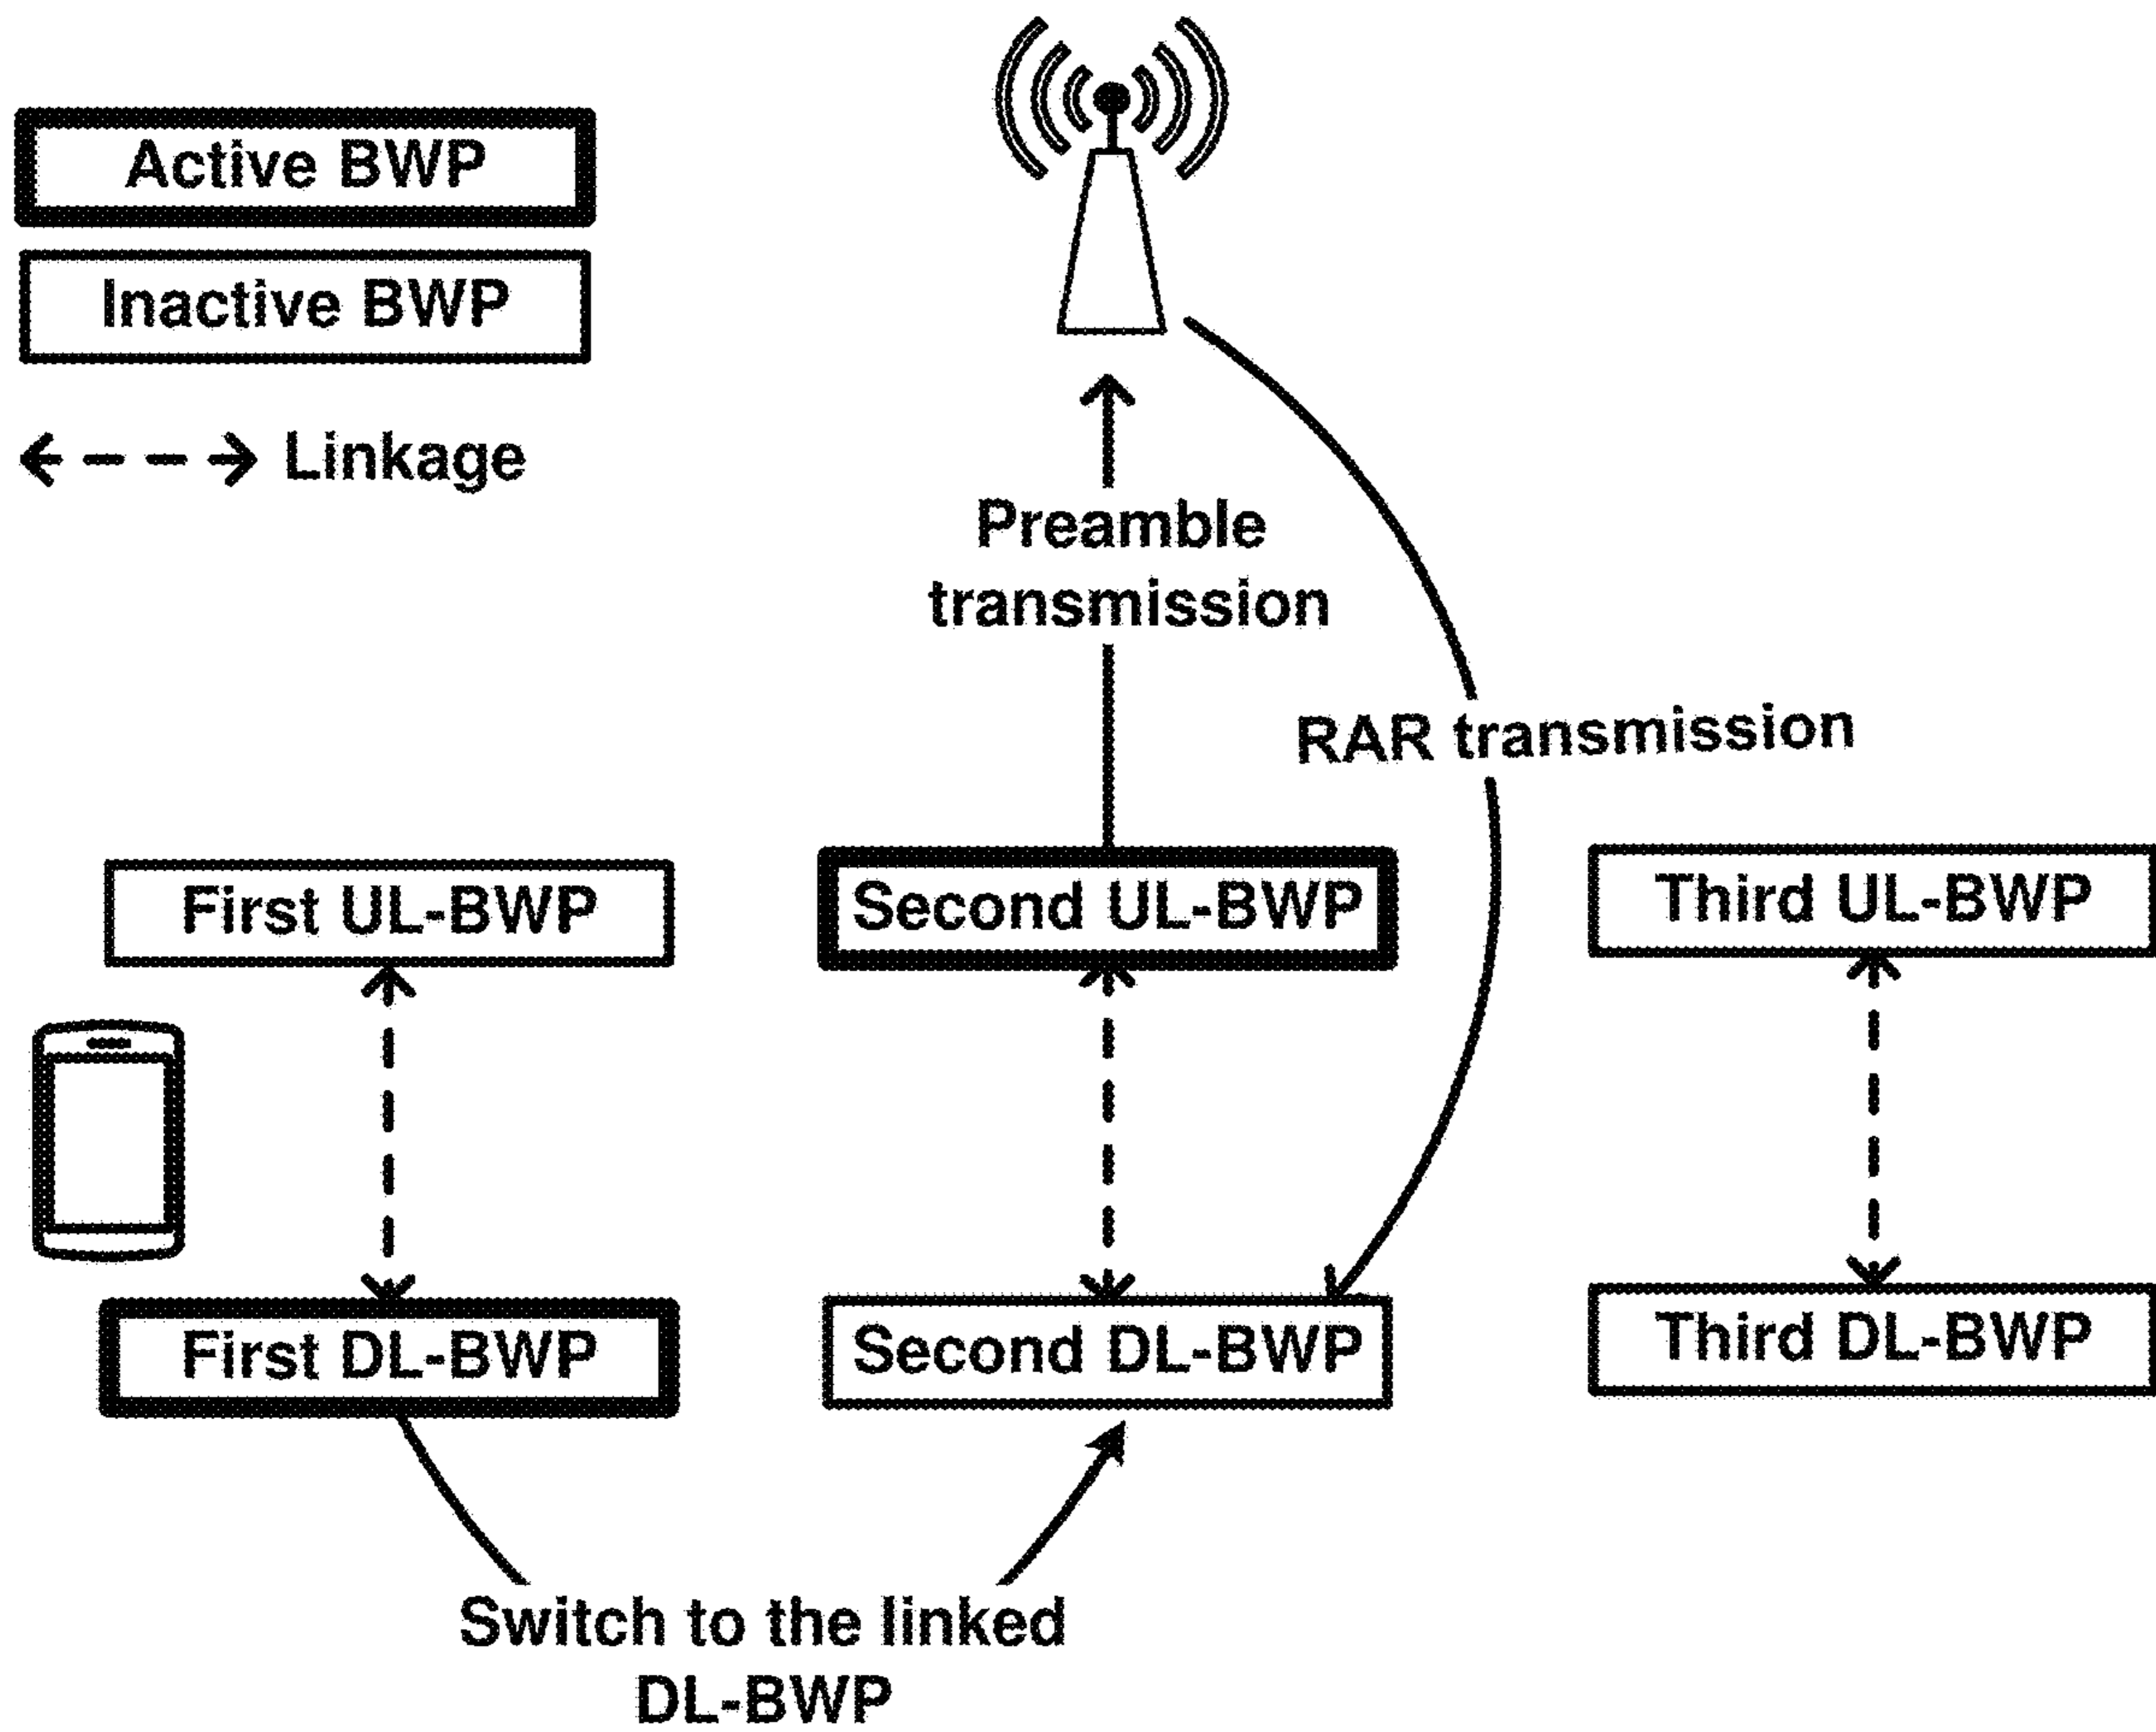 Active BWP
Inactive BWP
Linkage
Preamble
transmission
RAR transmission
First UL-BWP
Second UL-BWP
Third UL-BWP
First DL-BWP
Second DL-BWP
Third DL-BWP
Switch to the linked
DL-BWP